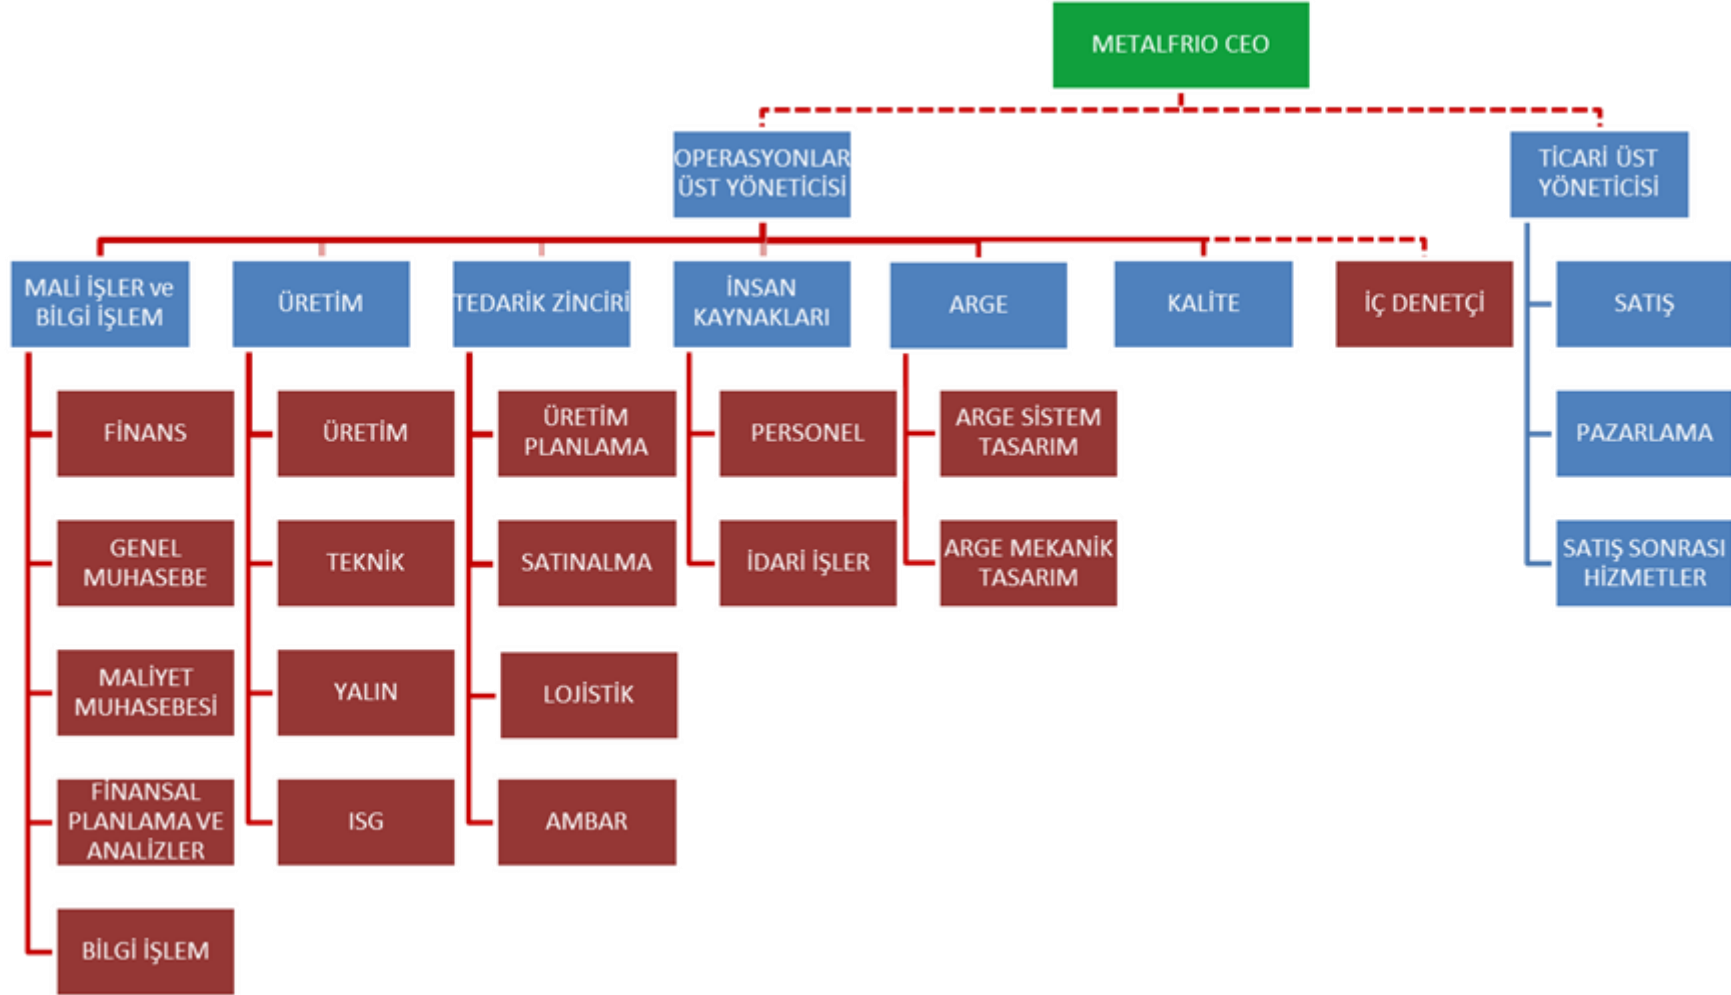 METALFRIO CEO
OPERASYONLAR
ÜST YÖNETİCİSİ
TİCARİ ÜST
YÖNETİCİSİ
MALİ İŞLER ve
BİLGİ İŞLEM
ÜRETİM
TEDARİK ZİNCİRİ
İNSAN
KAYNAKLARI
ARGE
KALİTE
İÇ DENETÇİ
SATIŞ
FİNANS
ÜRETİM
ÜRETİM
PLANLAMA
PERSONEL
ARGE SİSTEM
TASARIM
PAZARLAMA
GENEL
MUHASEBE
TEKNİK
SATINALMA
İDARİ İŞLER
ARGE MEKANİK
TASARIM
SATIŞ SONRASI
HİZMETLER
MALİYET
MUHASEBESİ
YALIN
LOJİSTİK
FİNANSAL
PLANLAMA VE
ANALİZLER
ISG
AMBAR
BİLGİ İŞLEM